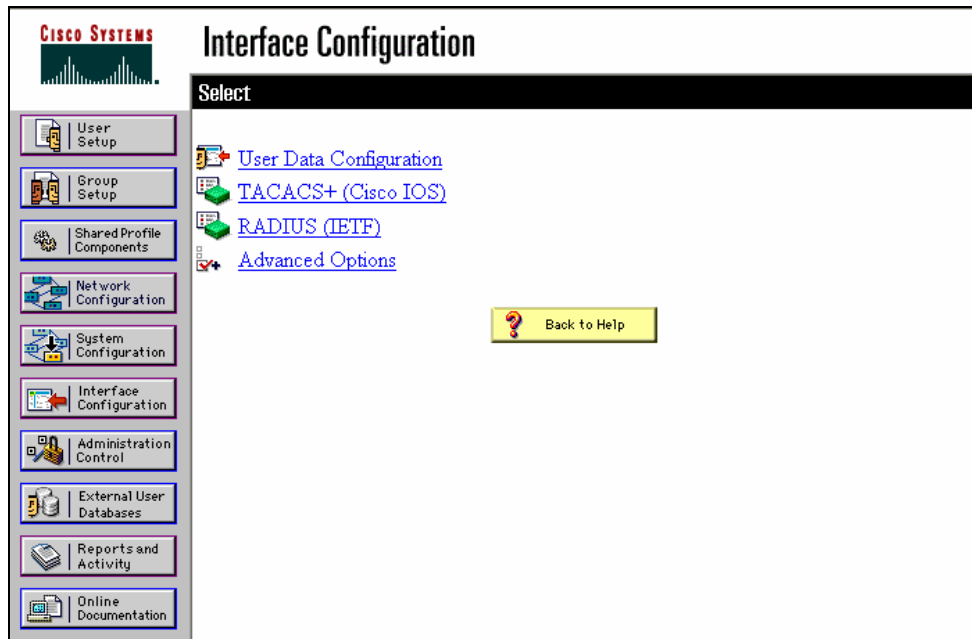 CISCO SYSTEMS
Interface Configuration
Select
User
Setup
Group
Setup
Shared Profile
Components
Network
Configuration
System
Configuration
Interface
Configuration
Administration
Control
External User
Databases
Reports and
Activity
Online
Documentation
User Data Configuration
TACACS+ (Cisco IOS)
RADIUS (IETF)
Advanced Options
Back to Help